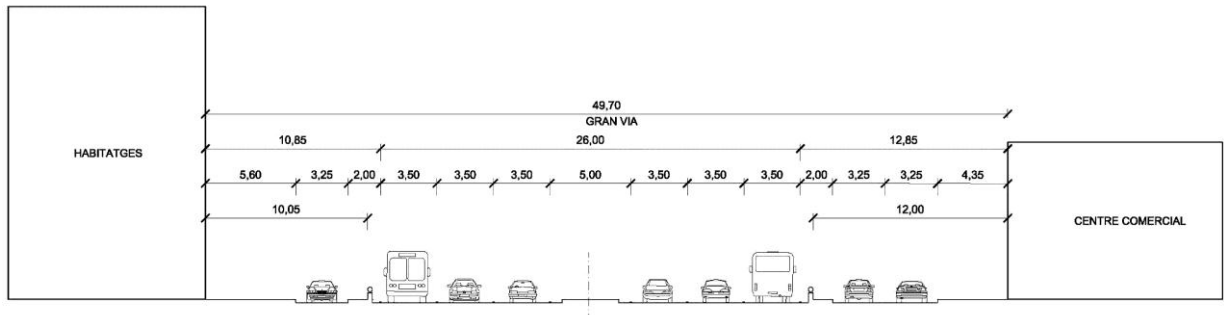 49,70
GRAN VIA
10,85 26,00 12,85
HABITATGES
5,60 3,25 2,00 3,50 3,50 3,50 5,00 3,50 3,50 3,50 2,00 3,25 3,25 4,35
10,05 12,00
CENTRE COMERCIAL